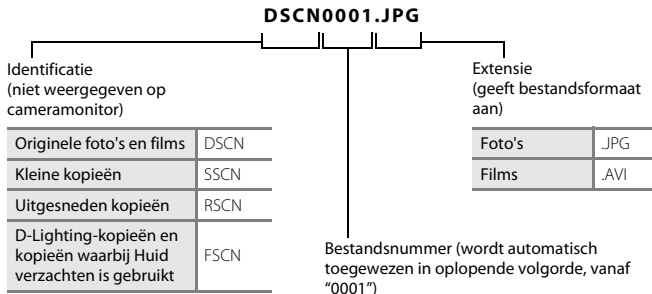 DSCN0001.JPG
Identificatie
(niet weergegeven op
cameramonitor)
Originele foto's en films DSCN
Kleine kopieën SSCN
Uitgesneden kopieën RSCN
D-Lighting-kopieën en
kopieën waarbij Huid
verzachten is gebruikt
FSCN
Extensie
(geeft bestandsformaat
aan)
Foto's .JPG
Films .AVI
Bestandsnummer (wordt automatisch
toegewezen in oplopende volgorde, vanaf
“0001”)